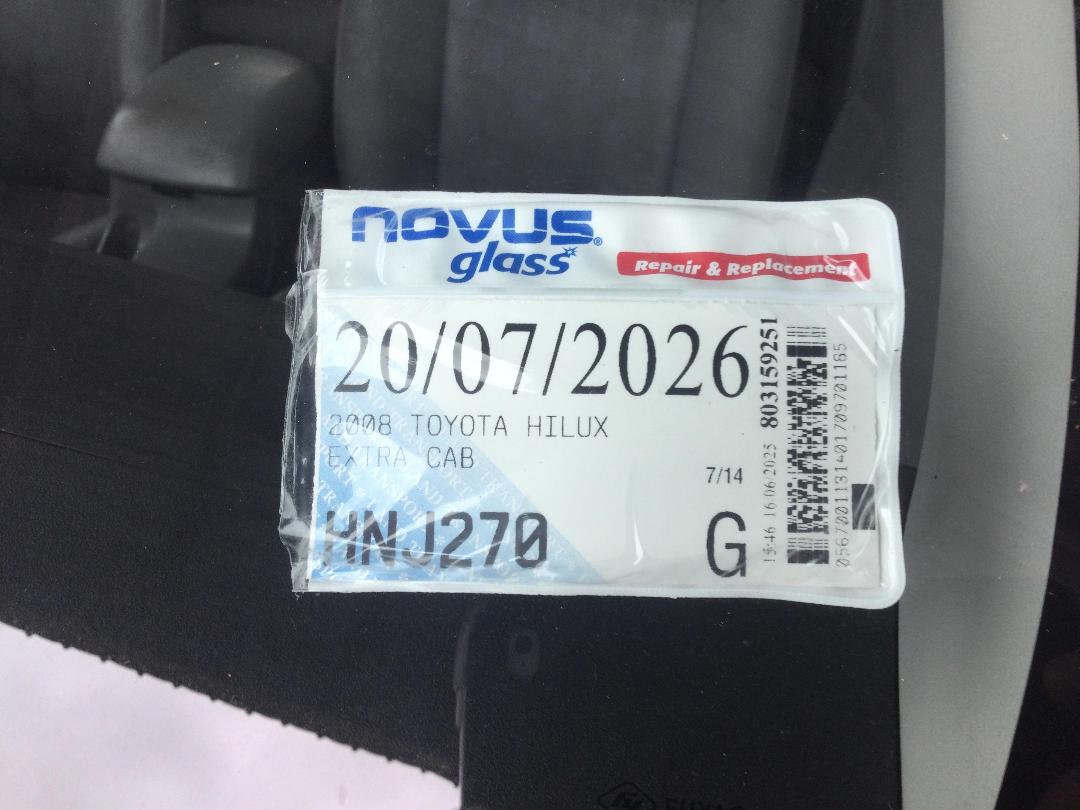 novus®
glass
Repair & Replacement
20/07/2026
2008 TOYOTA HILUX
EXTRA CAB
7/14
HNJ270
G
803159251
15:46 16/06/2025
0567001131401709701185